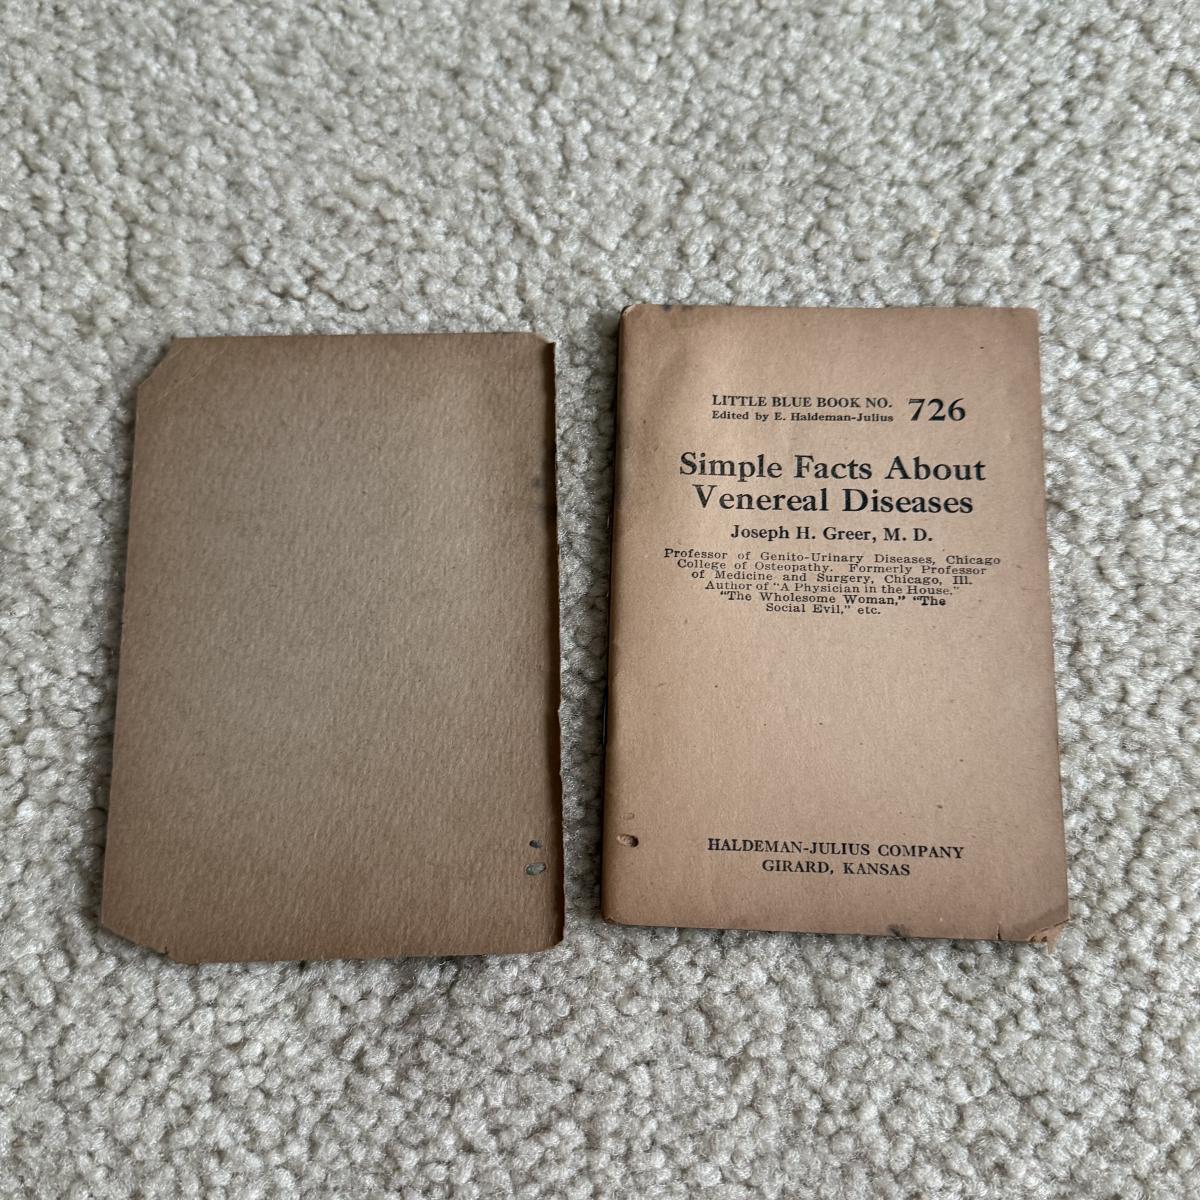 LITTLE BLUE BOOK NO. 726
Edited by E. Haldeman-Julius
Simple Facts About
Venereal Diseases
Joseph H. Greer, M. D.
Professor of Genito-Urinary Diseases, Chicago
College of Osteopathy. Formerly Professor
of Medicine and Surgery, Chicago, Ill.
Author of "A Physician in the House."
"The Wholesome Woman," "The
Social Evil," etc.
HALDEMAN-JULIUS COMPANY
GIRARD, KANSAS